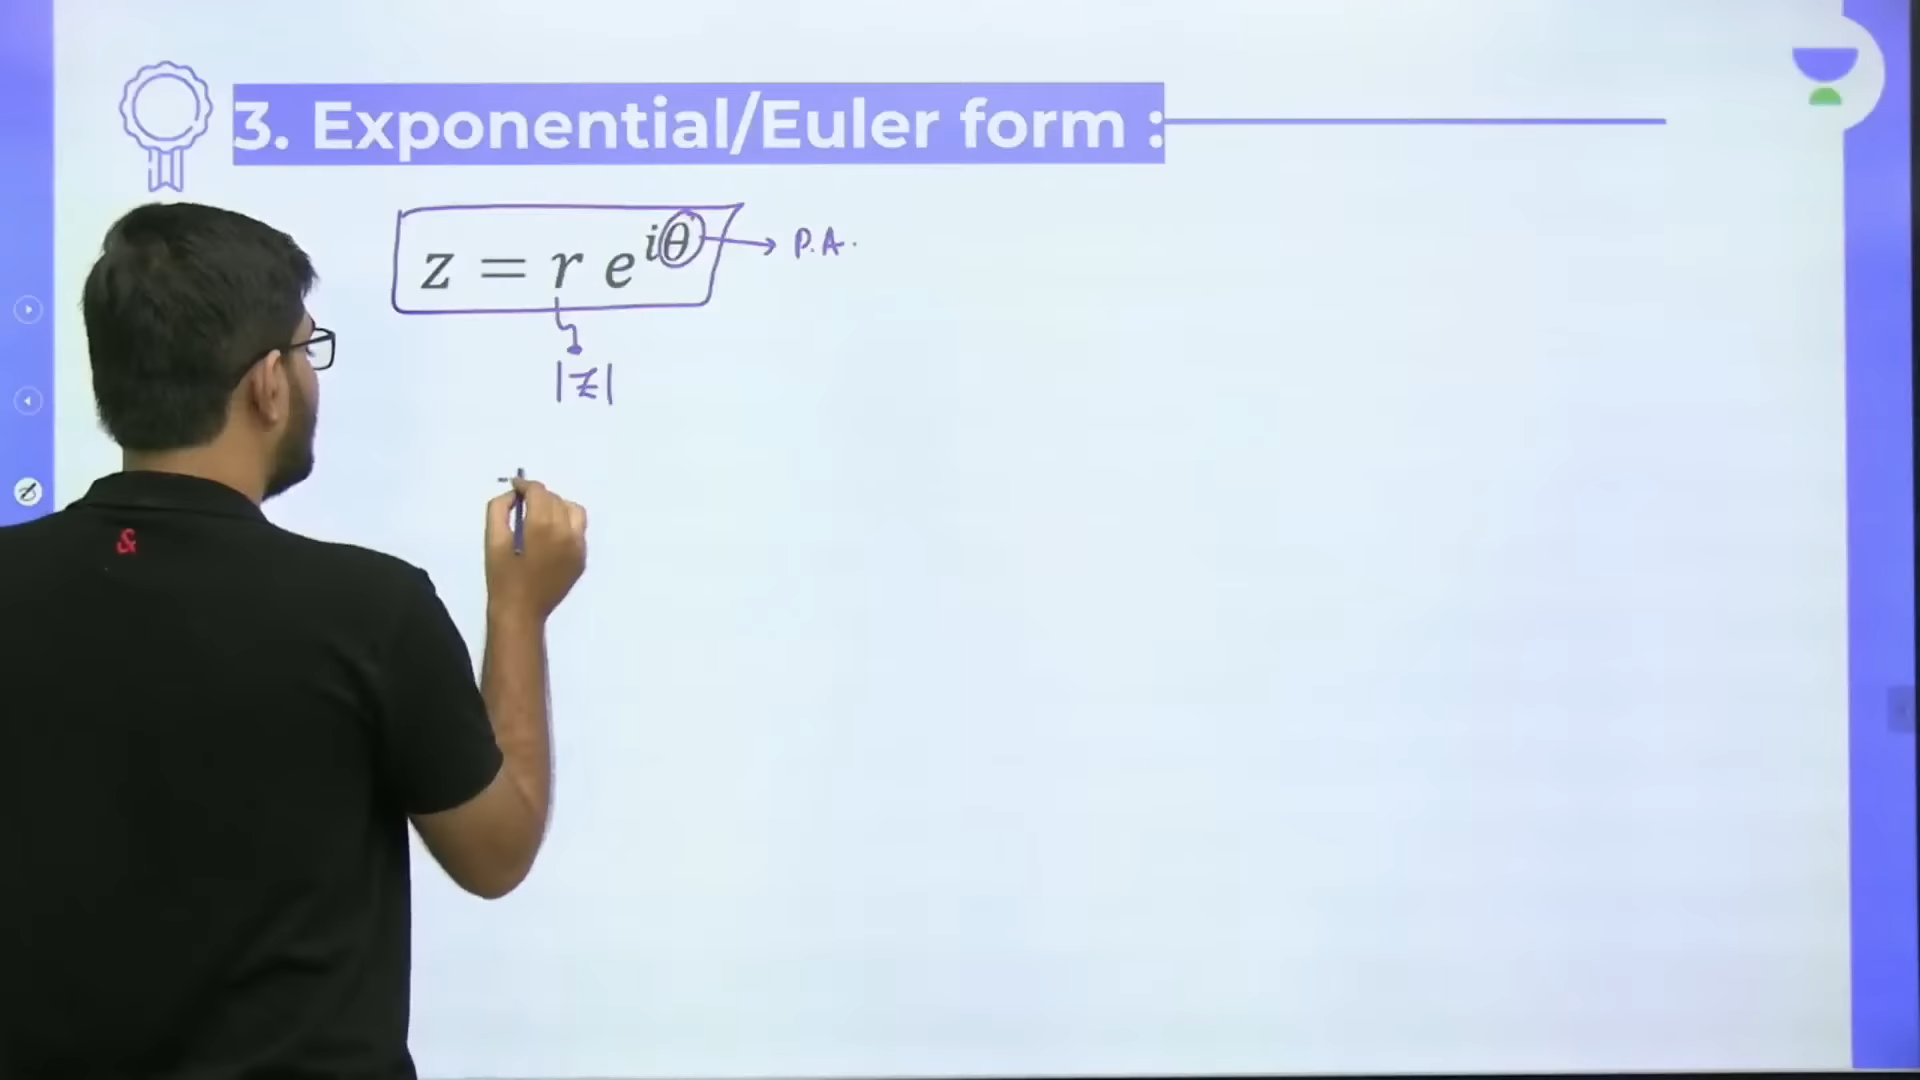 3. Exponential/Euler form :
z = r e^{iθ} → P.A.
|z|
&